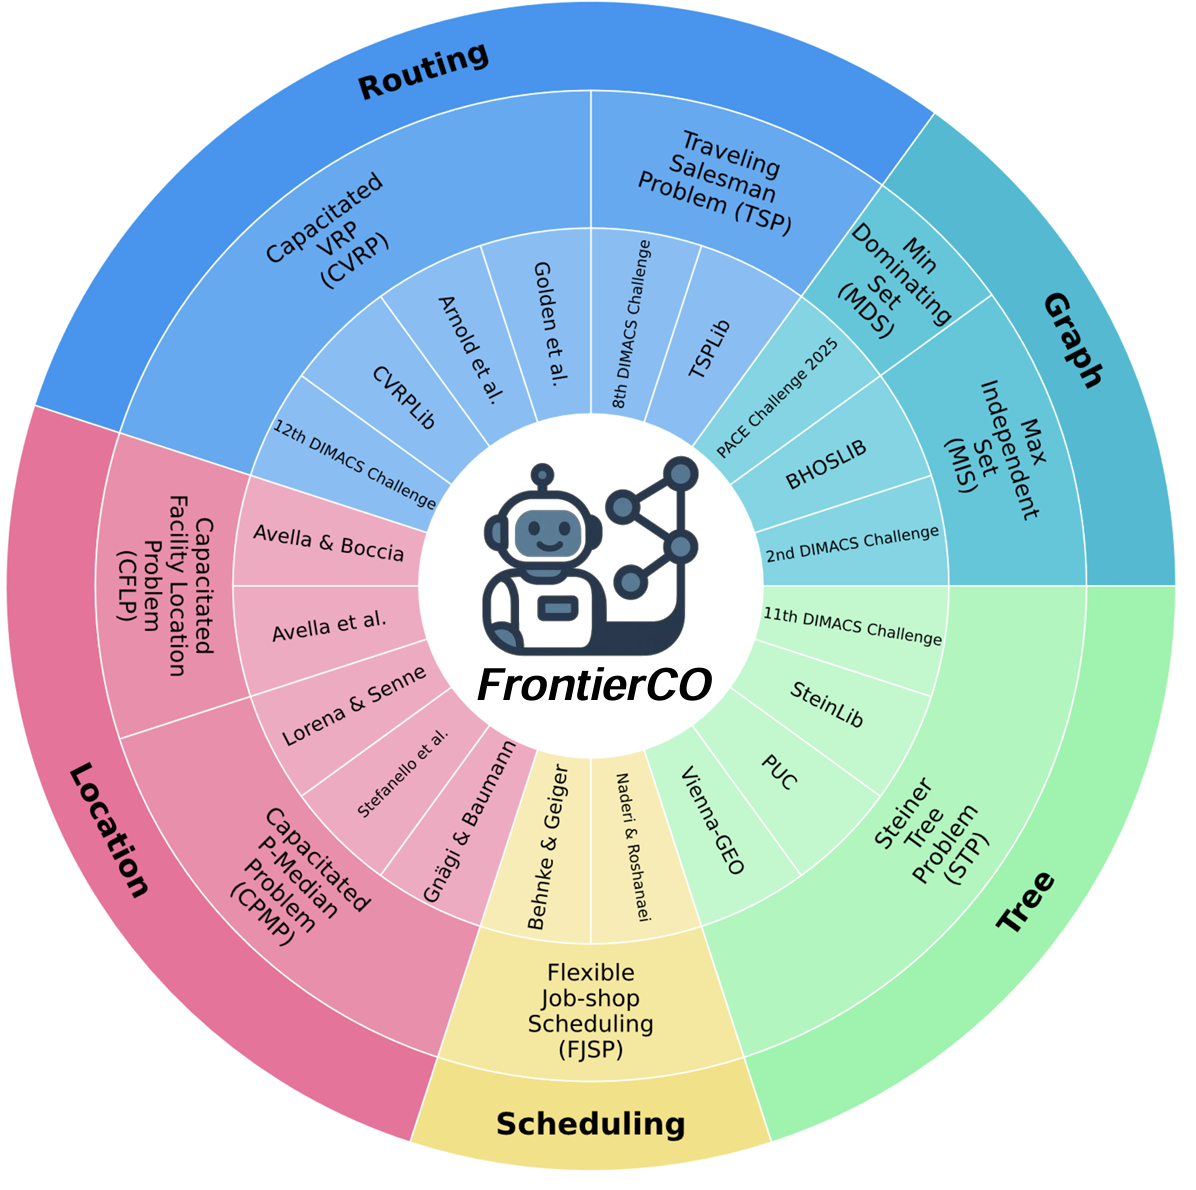 Routing
Capacitated
VRP
(CVRP)
Traveling
Salesman
Problem (TSP)
12th DIMACS Challenge
CVRPLib
Arnold et al.
Golden et al.
8th DIMACS Challenge
TSPLib
Graph
Min
Dominating
Set
(MDS)
Max
Independent
Set
(MIS)
PACE Challenge 2025
BHOSLIB
2nd DIMACS Challenge
Tree
Steiner
Tree
Problem
(STP)
11th DIMACS Challenge
SteinLib
PUC
Vienna-GEO
Scheduling
Flexible
Job-shop
Scheduling
(FJSP)
Naderi & Roshanaei
Behnke & Geiger
Location
Capacitated
P-Median
Problem
(CPMP)
Gnägi & Baumann
Stefanello et al.
Lorena & Senne
Capacitated
Facility Location
Problem
(CFLP)
Avella et al.
Avella & Boccia
FrontierCO